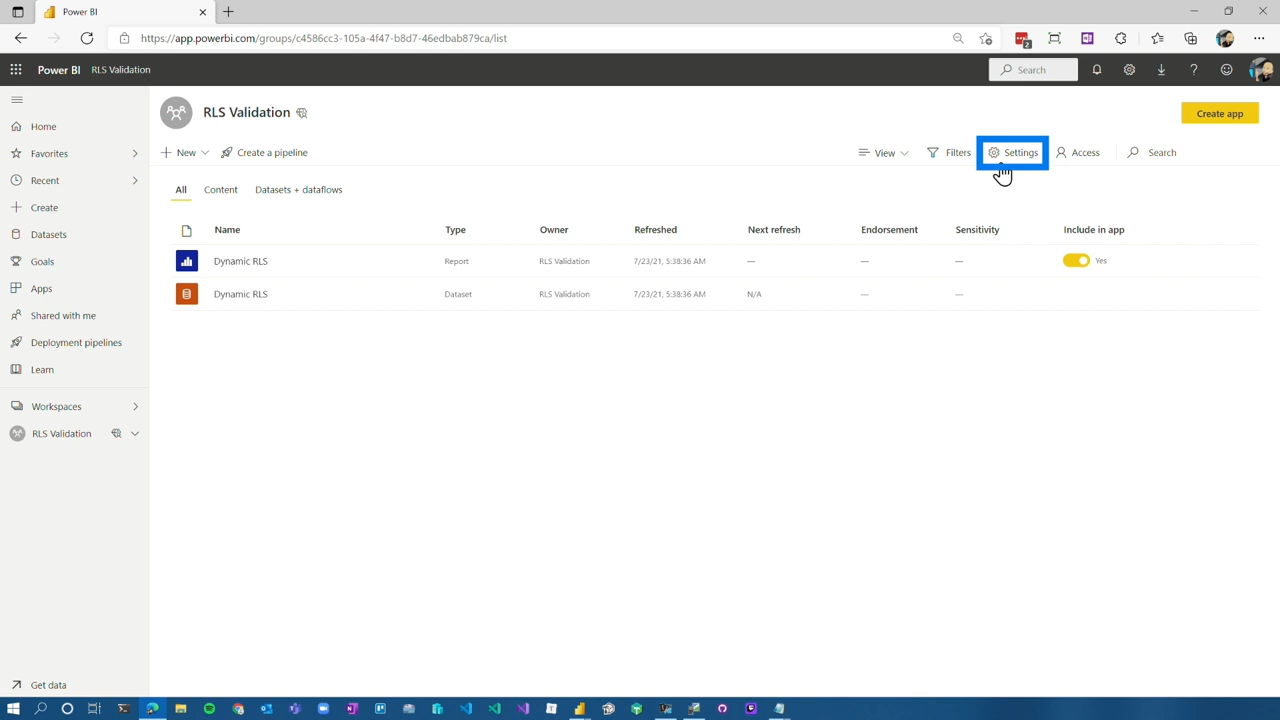 Power BI
https://app.powerbi.com/groups/c4586cc3-105a-4f47-b8d7-46edbab879ca/list
2
Power BI RLS Validation
Search
RLS Validation
Create app
New
Create a pipeline
View
Filters
Settings
Access
Search
Home
Favorites
Recent
Create
Datasets
Goals
Apps
Shared with me
Deployment pipelines
Learn
Workspaces
RLS Validation
Get data
All Content Datasets + dataflows
Name Type Owner Refreshed Next refresh Endorsement Sensitivity Include in app
Dynamic RLS Report RLS Validation 7/23/21, 5:38:36 AM — — — Yes
Dynamic RLS Dataset RLS Validation 7/23/21, 5:38:36 AM N/A — —